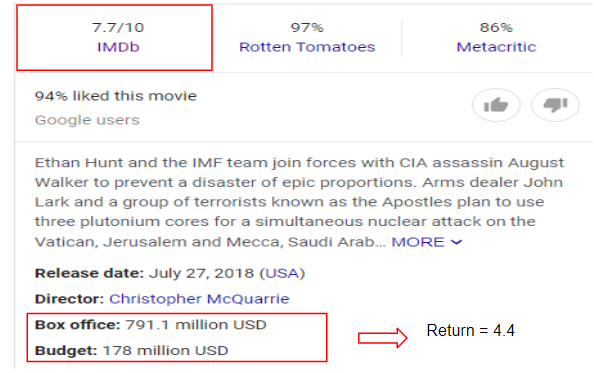 7.7/10 97% 86%
IMDb Rotten Tomatoes Metacritic
94% liked this movie
Google users
Ethan Hunt and the IMF team join forces with CIA assassin August
Walker to prevent a disaster of epic proportions. Arms dealer John
Lark and a group of terrorists known as the Apostles plan to use
three plutonium cores for a simultaneous nuclear attack on the
Vatican, Jerusalem and Mecca, Saudi Arab... MORE
Release date: July 27, 2018 (USA)
Director: Christopher McQuarrie
Box office: 791.1 million USD
Budget: 178 million USD
Return = 4.4